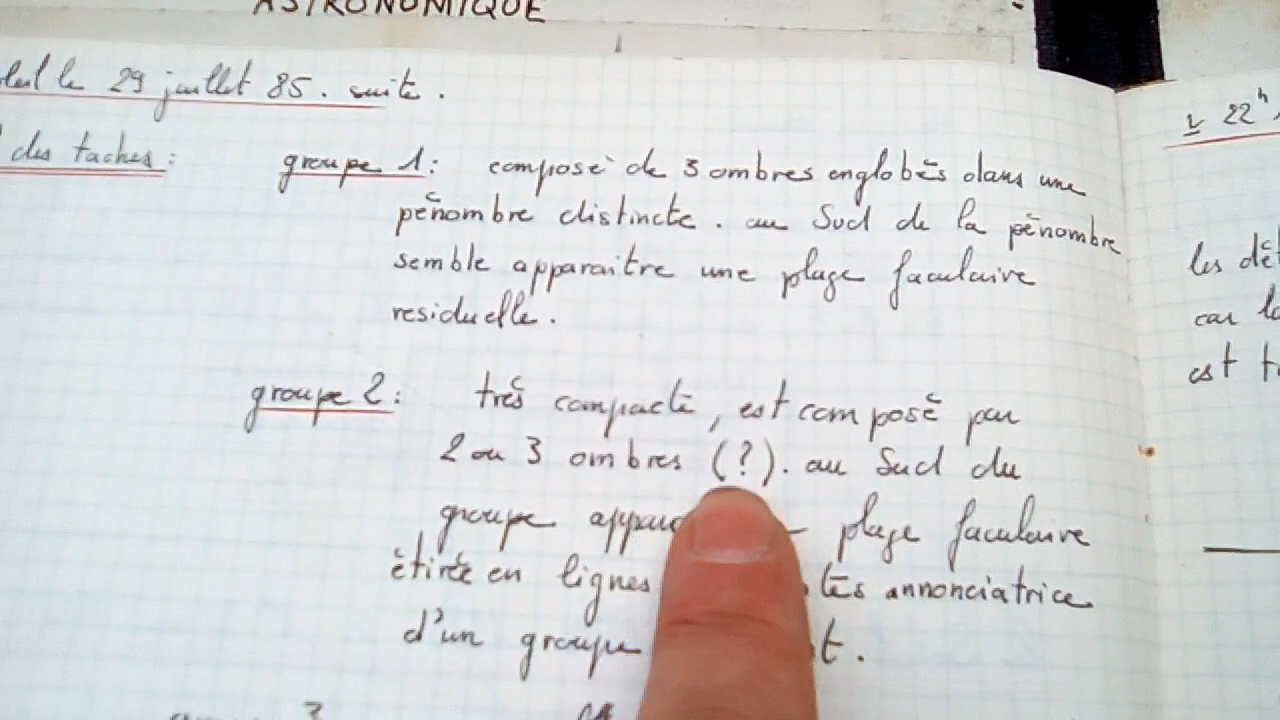 ASTRONOMIQUE
le 29 juillet 85. suite.
des taches:
groupe 1: composé de 3 ombres englobés dans une
pénombre distincte. au Sud de la pénombre
semble apparaitre une plage faculaire
residuelle.
groupe 2: très compacte, est composé par
2 ou 3 ombres (?). au Sud du
groupe plage faculaire
étirée en lignes annonciatrice
d'un groupe
3
22h
les
car
est